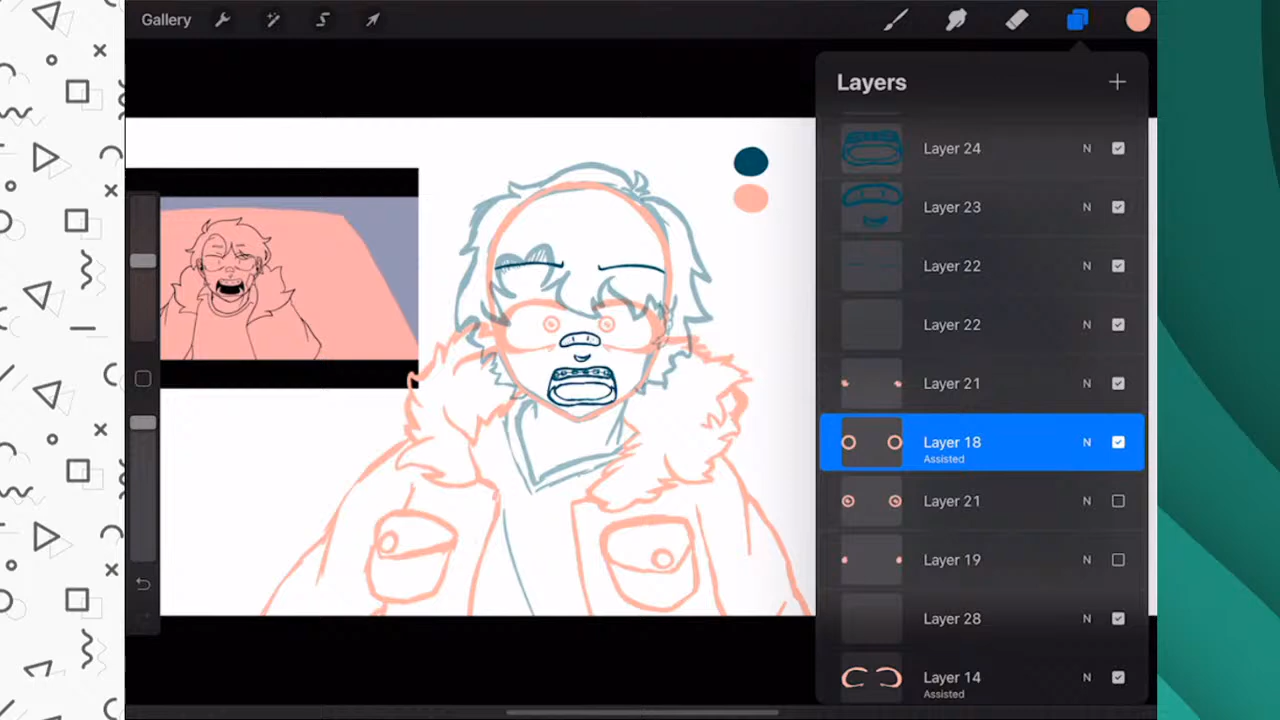 Gallery
Layers
Layer 24 N
Layer 23 N
Layer 22 N
Layer 22 N
Layer 21 N
Layer 18 N
Assisted
Layer 21 N
Layer 19 N
Layer 28 N
Layer 14 N
Assisted